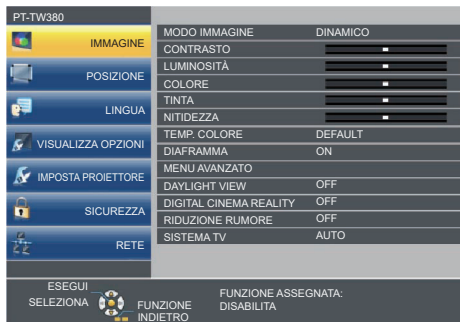 PT-TW380
IMMAGINE
POSIZIONE
LINGUA
VISUALIZZA OPZIONI
IMPOSTA PROIETTORE
SICUREZZA
RETE
MODO IMMAGINE DINAMICO
CONTRASTO
LUMINOSITÀ
COLORE
TINTA
NITIDEZZA
TEMP. COLORE DEFAULT
DIAFRAMMA ON
MENU AVANZATO
DAYLIGHT VIEW OFF
DIGITAL CINEMA REALITY OFF
RIDUZIONE RUMORE OFF
SISTEMA TV AUTO
ESEGUI
SELEZIONA
FUNZIONE
INDIETRO
FUNZIONE ASSEGNATA:
DISABILITA